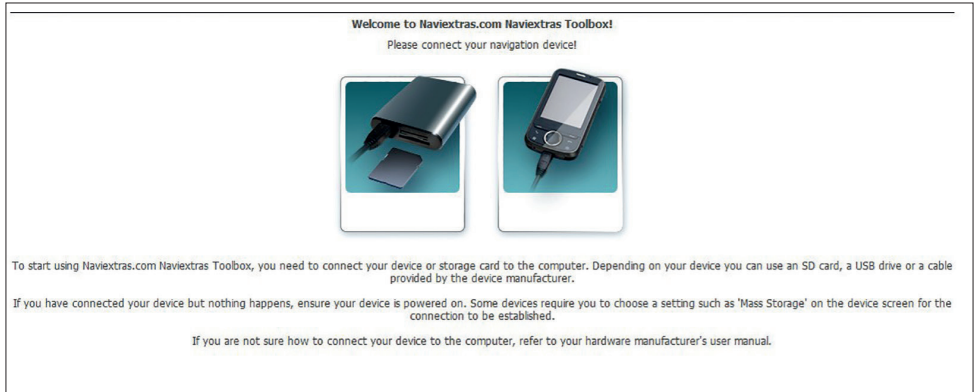 Welcome to Naviextras.com Naviextras Toolbox!
Please connect your navigation device!
To start using Naviextras.com Naviextras Toolbox, you need to connect your device or storage card to the computer. Depending on your device you can use an SD card, a USB drive or a cable
provided by the device manufacturer.
If you have connected your device but nothing happens, ensure your device is powered on. Some devices require you to choose a setting such as 'Mass Storage' on the device screen for the
connection to be established.
If you are not sure how to connect your device to the computer, refer to your hardware manufacturer's user manual.